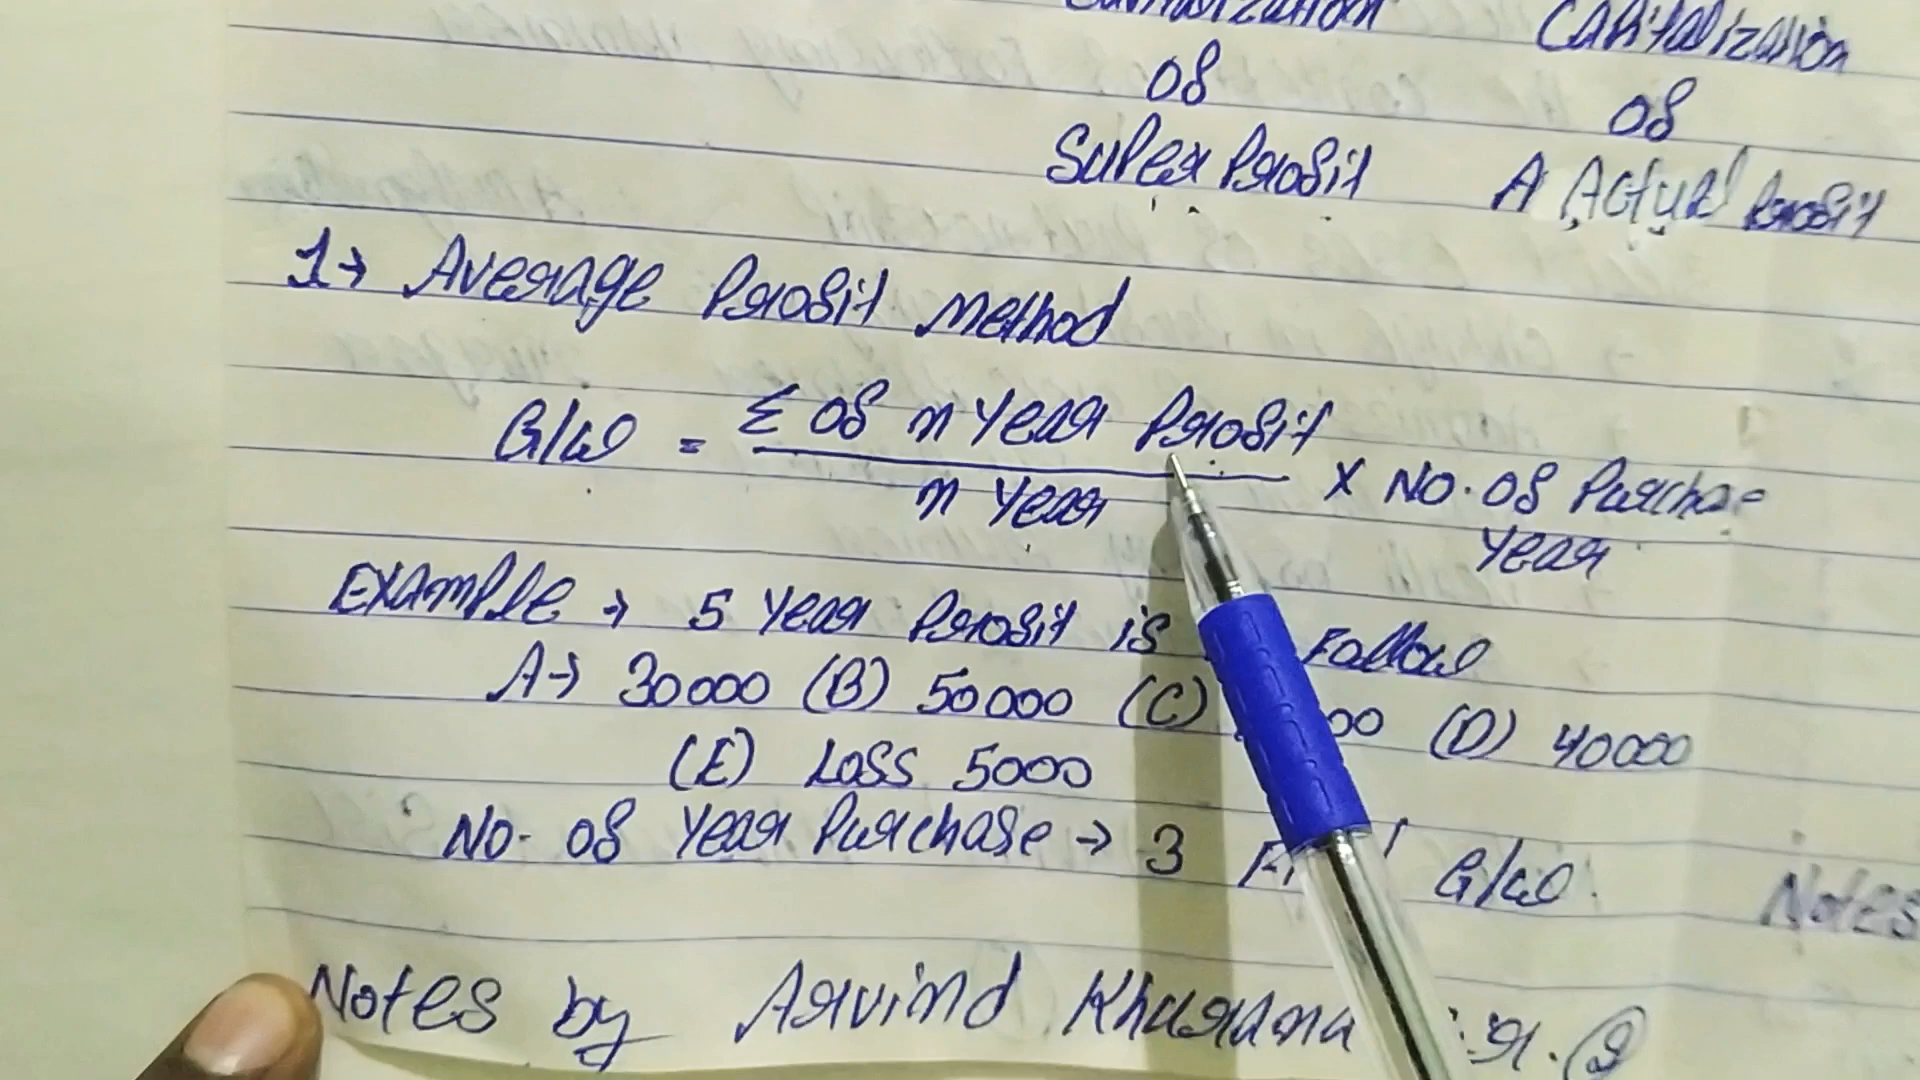 Capitalization Capitalization
of of
Super Profit A Actual Profit
1→ Average Profit Method
G/W = Σ of n Year Profit
n Year
× No. of Purchase
Year
Example → 5 Year Profit is Follow
A→ 30000 (B) 50000 (C) 00 (D) 40000
(E) Loss 5000
No. of Year Purchase → 3 G/W.
Notes
Notes by Arvind Khurana